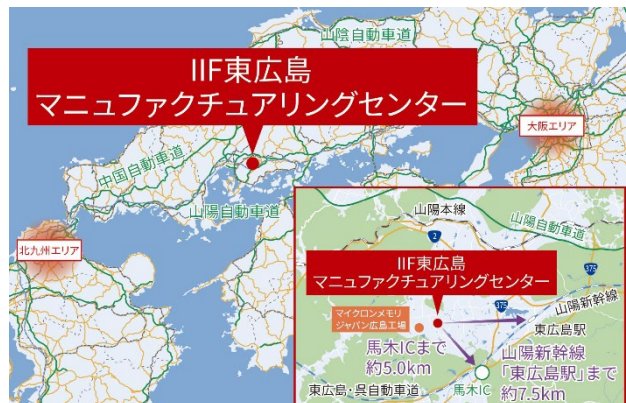 山陰自動車道
IIF東広島
マニュファクチュアリングセンター
大阪エリア
中国自動車道
山陽自動車道
北九州エリア
山陽本線
山陽自動車道
2
IIF東広島
マニュファクチュアリングセンター
375
375
山陽新幹線
マイクロンメモリ
ジャパン広島工場
東広島駅
馬木ICまで
約5.0km
山陽新幹線
「東広島駅」まで
約7.5km
馬木IC
東広島・呉自動車道